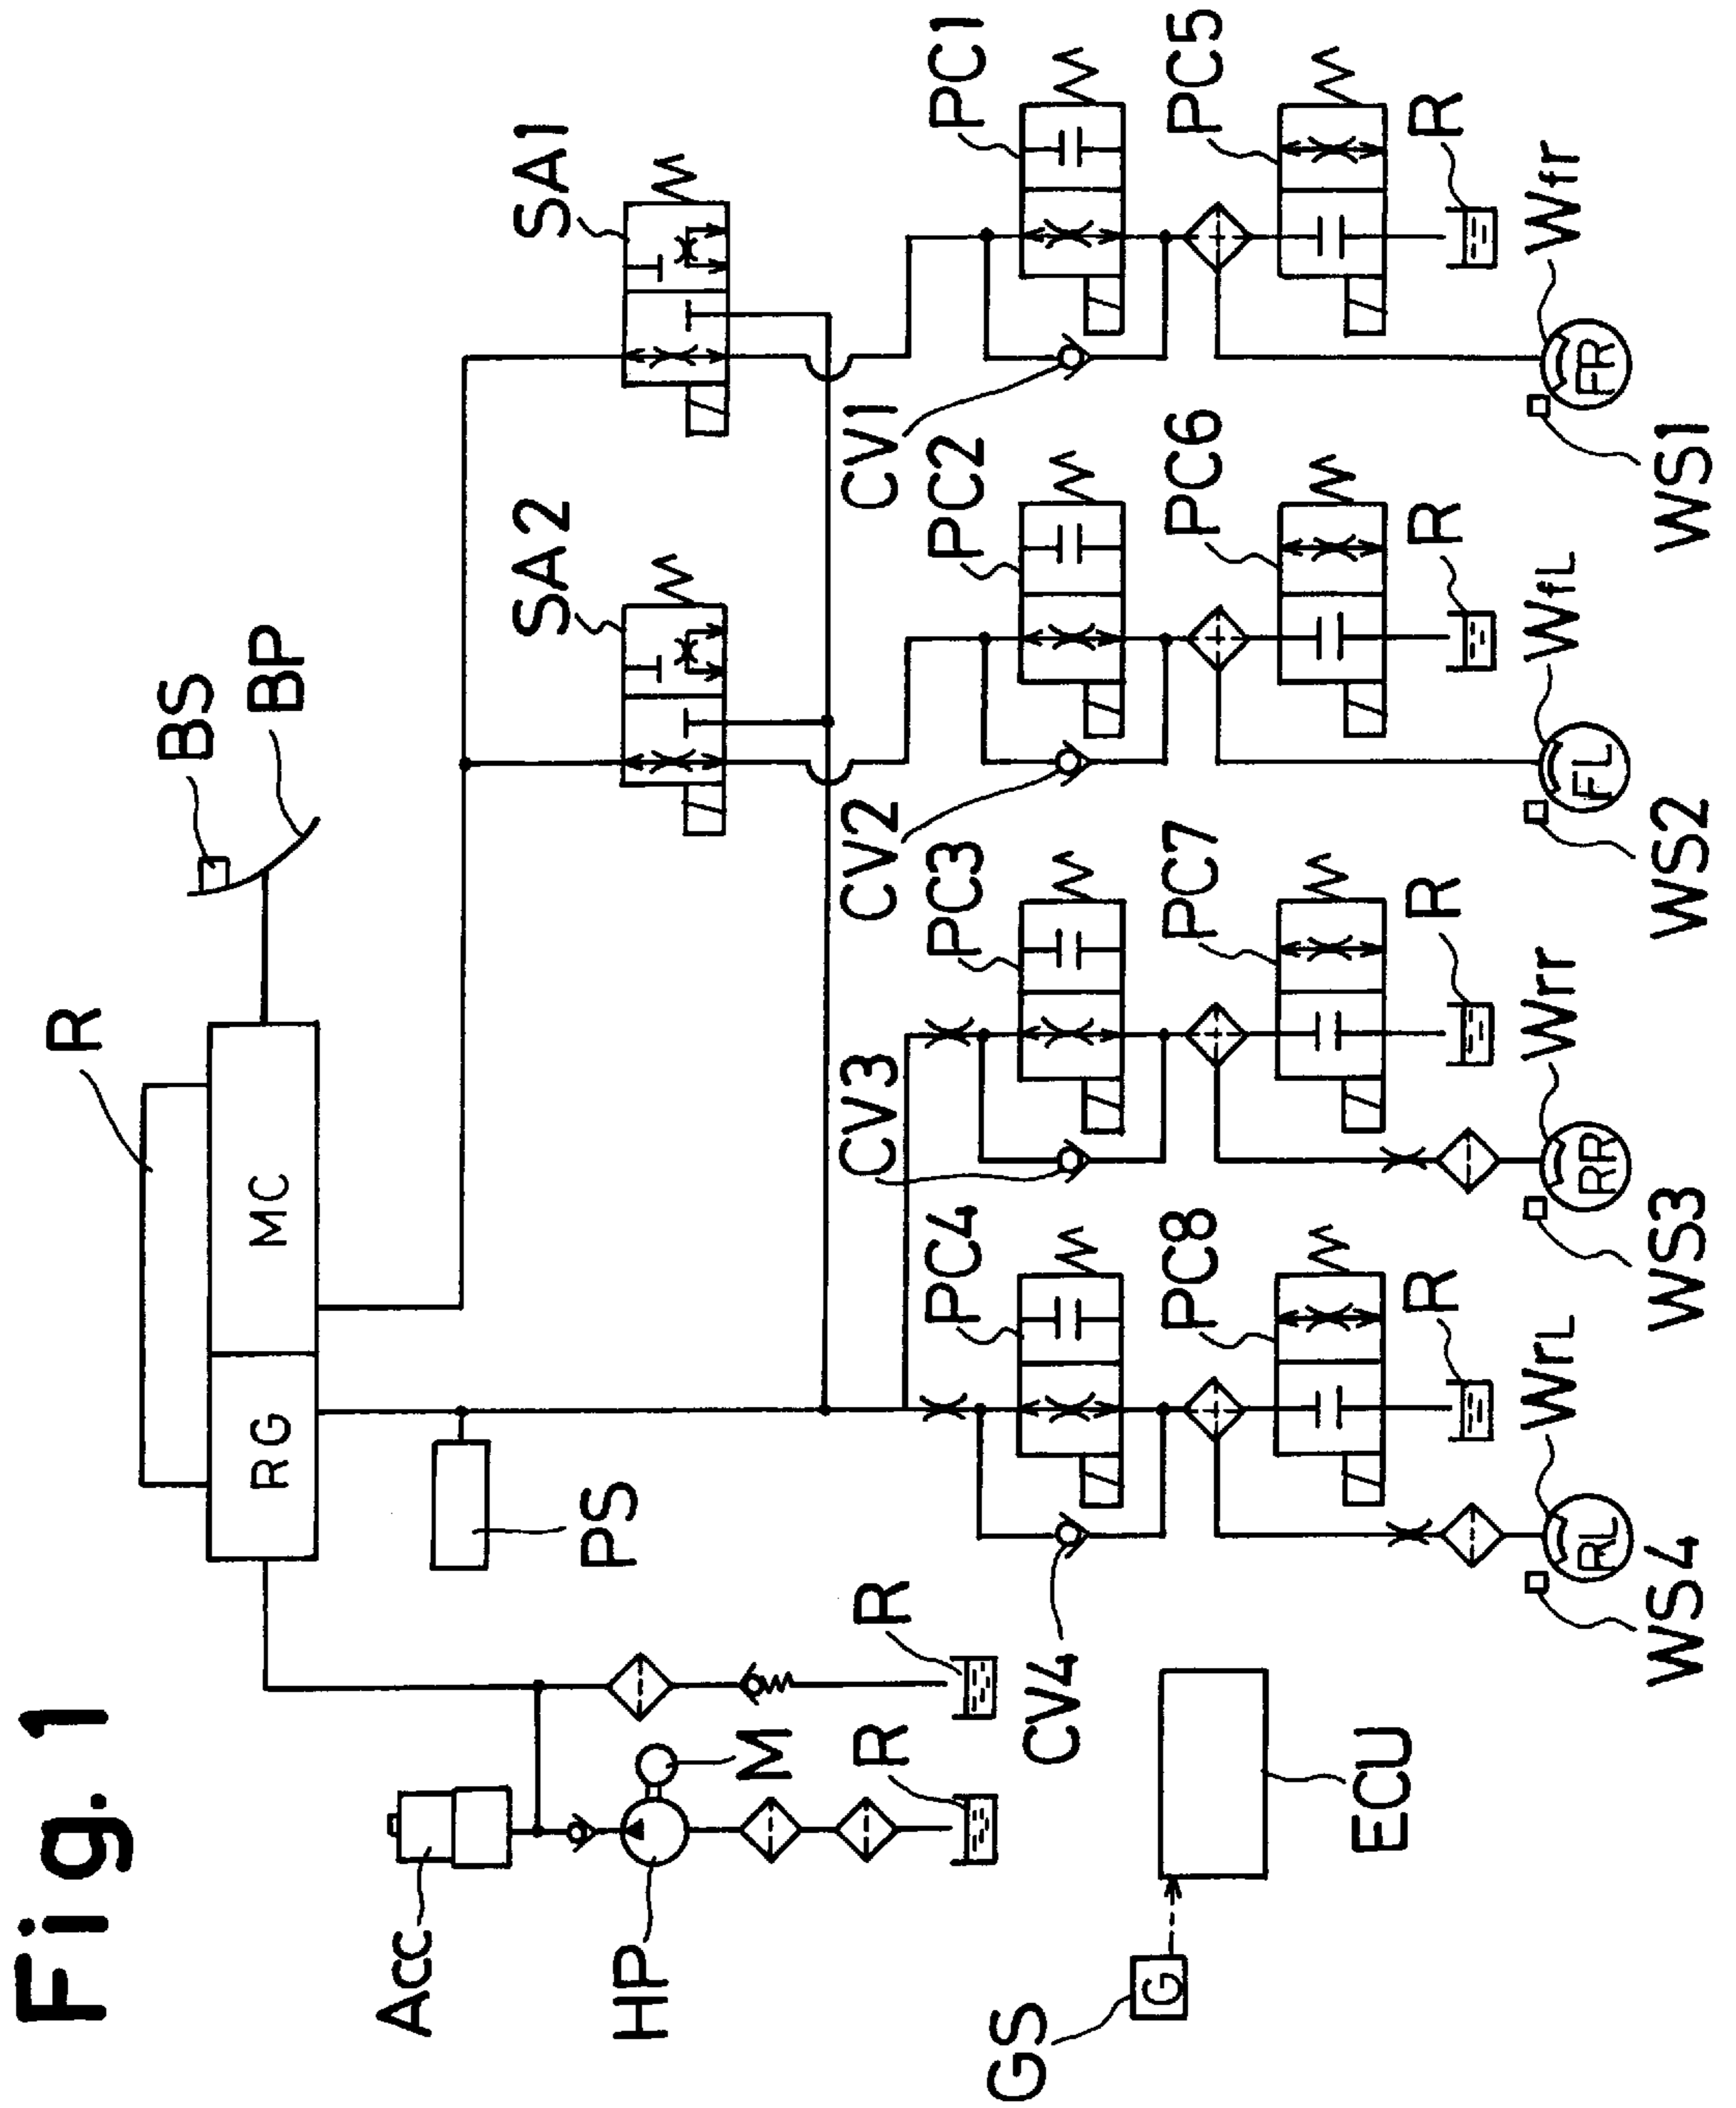 Fig. 1
R
BS
BP
MC
RG
PS
SA1
SA2
Acc
HP
M
R
R
PC1
PC5
R
Wfr
CV1
FR
WS1
PC2
PC6
R
WfL
CV2
FL
WS2
PC3
PC7
R
Wrr
CV3
RR
WS3
PC4
PC8
R
WrL
CV4
RL
WS4
GS
G
ECU